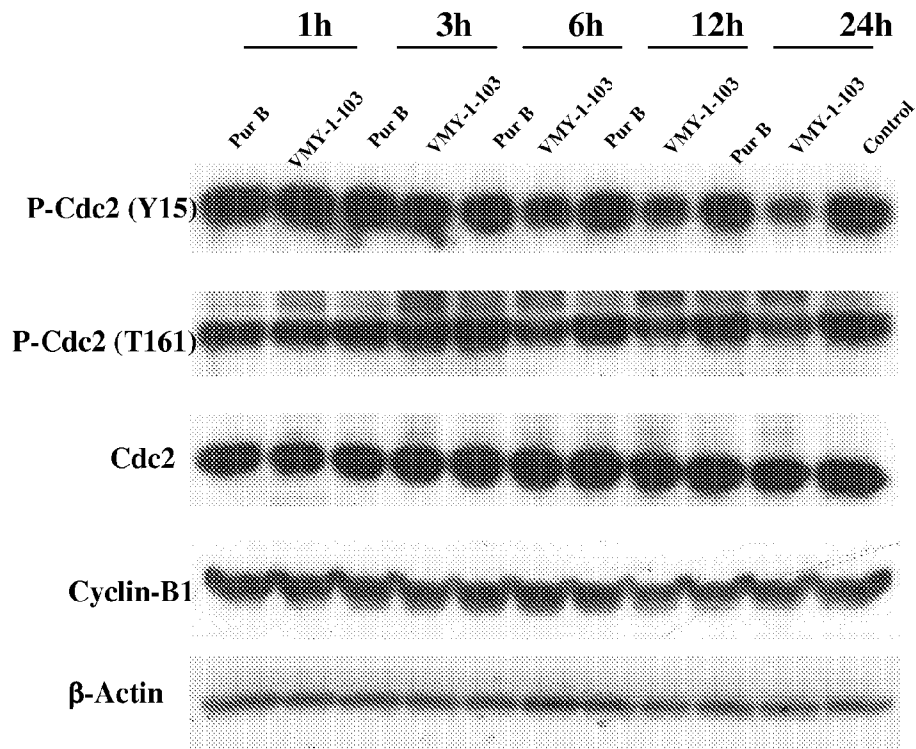 1h 3h 6h 12h 24h
Pur B VMY-1-103 Pur B VMY-1-103 Pur B VMY-1-103 Pur B VMY-1-103 Pur B VMY-1-103 Control
P-Cdc2 (Y15)
P-Cdc2 (T161)
Cdc2
Cyclin-B1
β-Actin